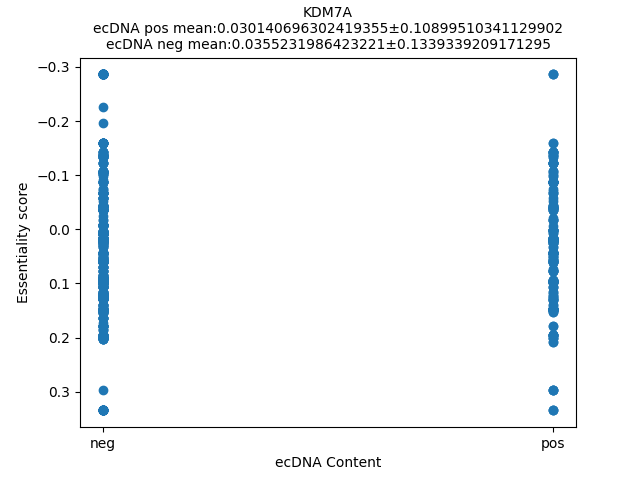 KDM7A
ecDNA pos mean:0.030140696302419355±0.10899510341129902
ecDNA neg mean:0.0355231986423221±0.1339339209171295
−0.3
−0.2
−0.1
0.0
0.1
0.2
0.3
Essentiality score
neg
pos
ecDNA Content